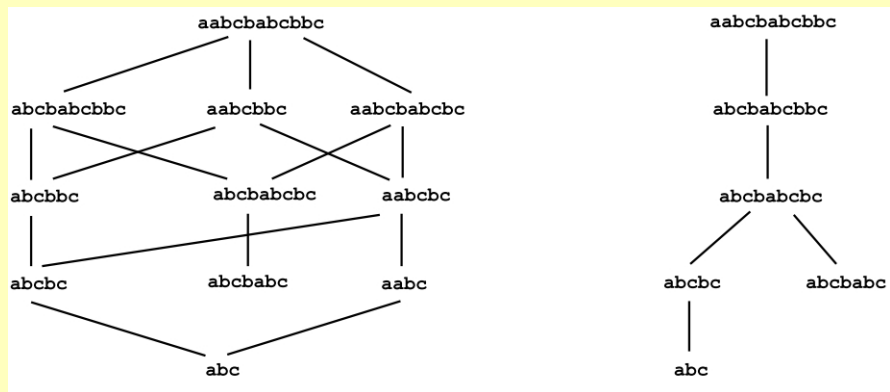 aabcbabcbbc
abcbabcbbc aabcbbc aabcbabcbc
abcbbc abcbabcbc aabcbc
abcbc abcbabc aabc
abc
aabcbabcbbc
abcbabcbbc
abcbabcbc
abcbc abcbabc
abc